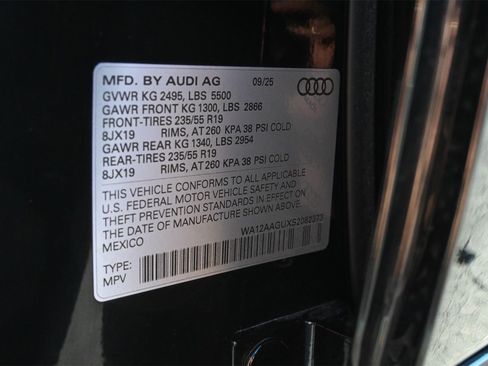 MFD. BY AUDI AG 09/25
GVWR KG 2495, LBS 5500
GAWR FRONT KG 1300, LBS 2866
FRONT-TIRES 235/55 R19
8JX19 RIMS, AT 260 KPA 38 PSI COLD
GAWR REAR KG 1340, LBS 2954
REAR-TIRES 235/55 R19
8JX19 RIMS, AT 260 KPA 38 PSI COLD
THIS VEHICLE CONFORMS TO ALL APPLICABLE
U.S. FEDERAL MOTOR VEHICLE SAFETY AND
THEFT PREVENTION STANDARDS IN EFFECT ON
THE DATE OF MANUFACTURE SHOWN ABOVE.
MEXICO
WA12AAGUXS2082373
TYPE:
MPV